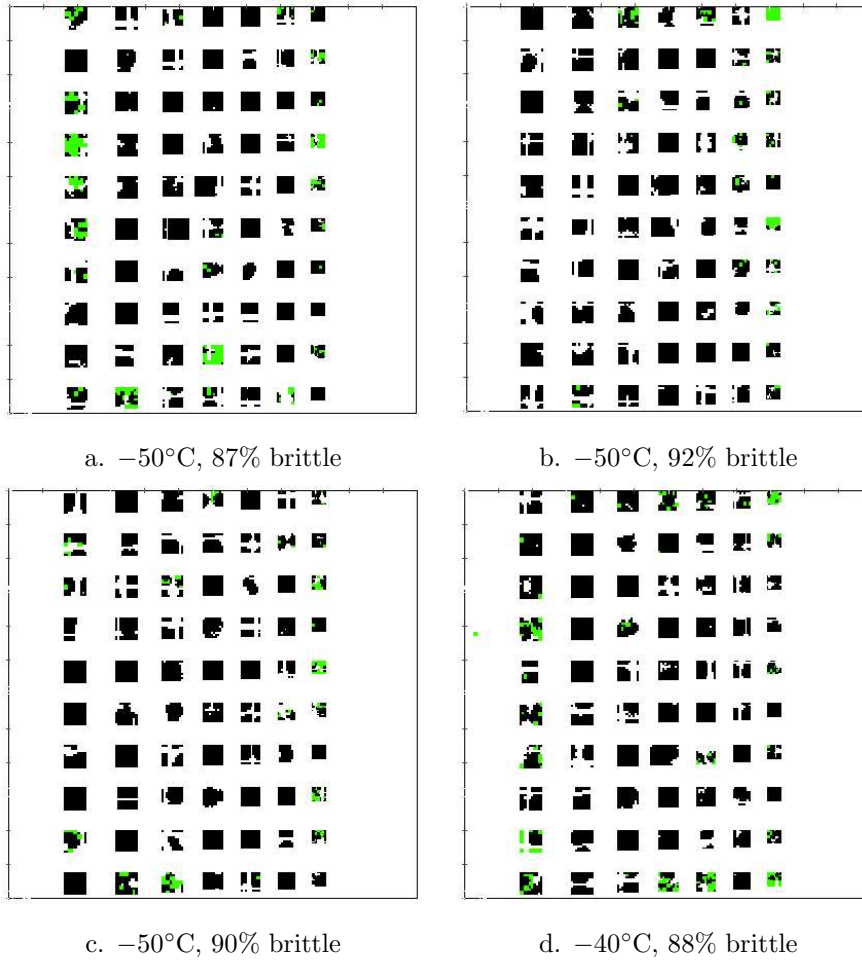 a. −50°C, 87% brittle
b. −50°C, 92% brittle
c. −50°C, 90% brittle
d. −40°C, 88% brittle